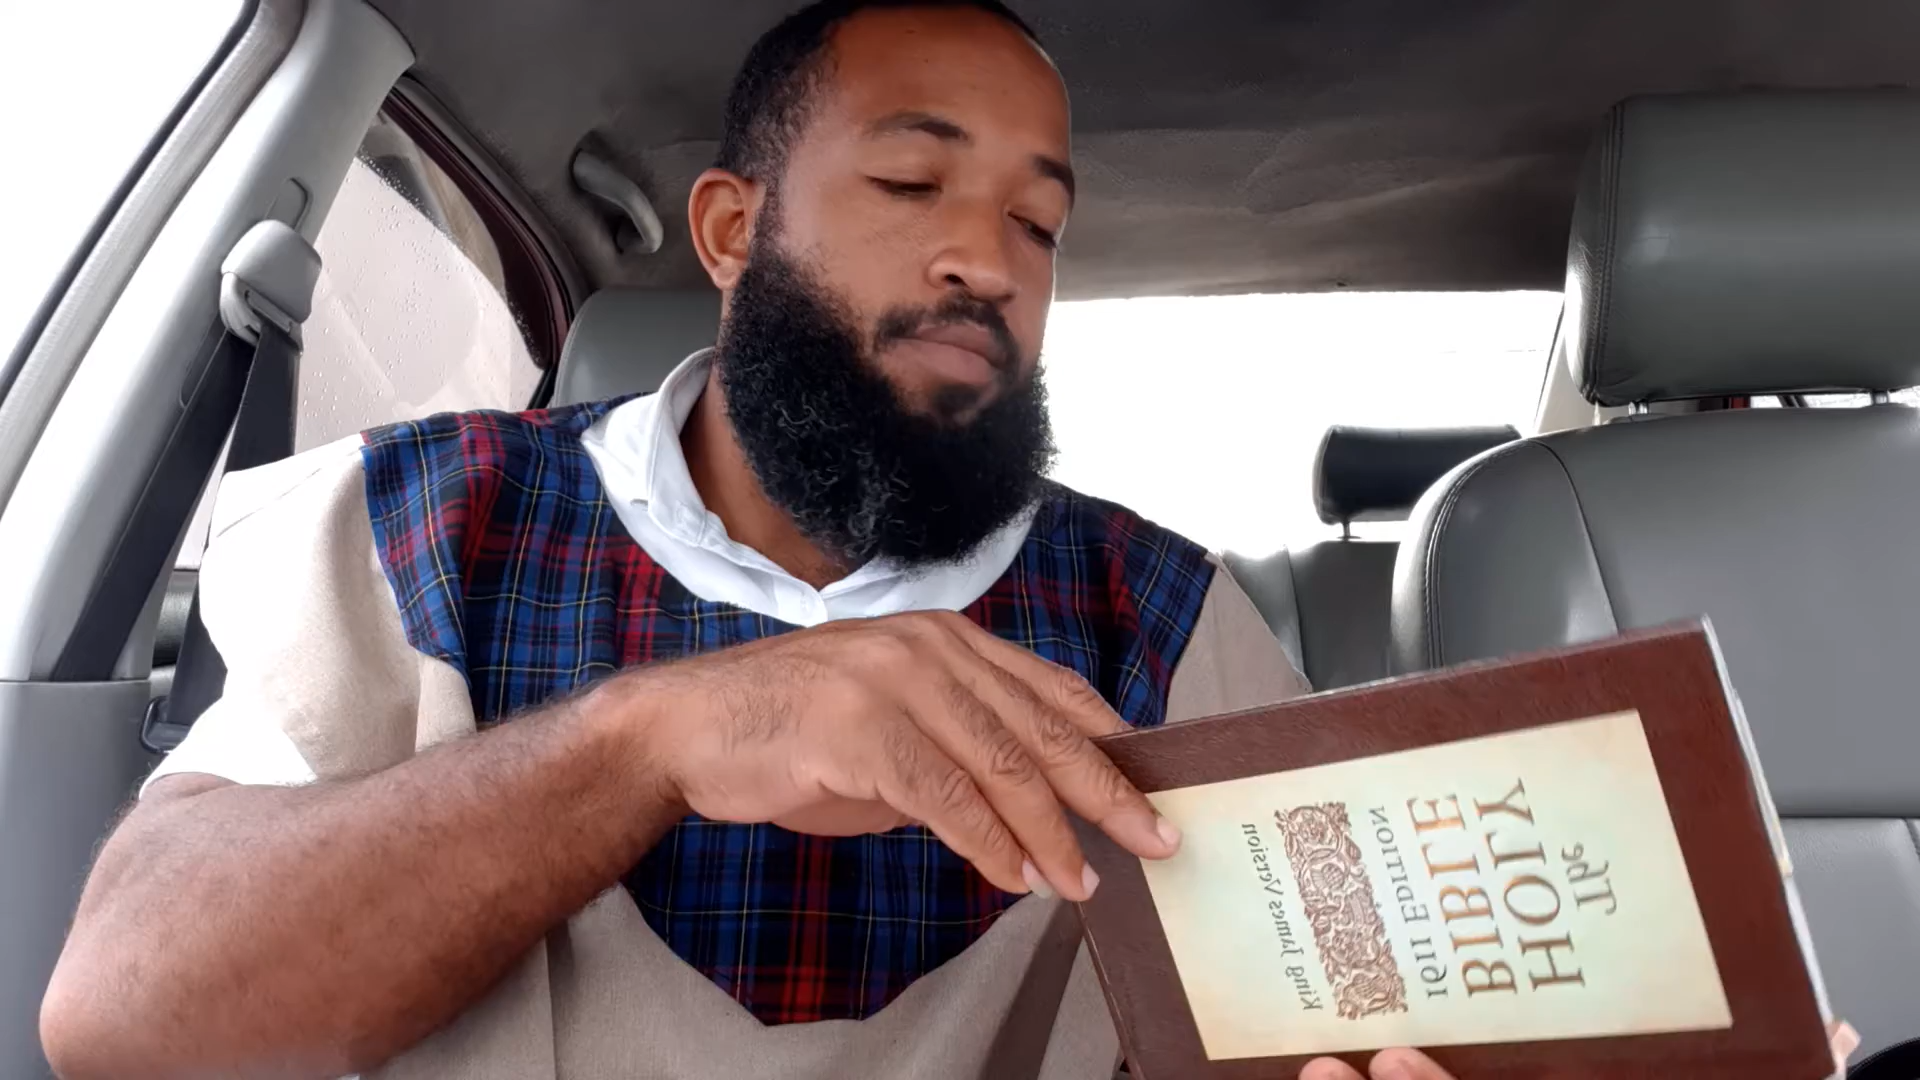 The
HOLY
BIBLE
1611 EDITION
King James Version